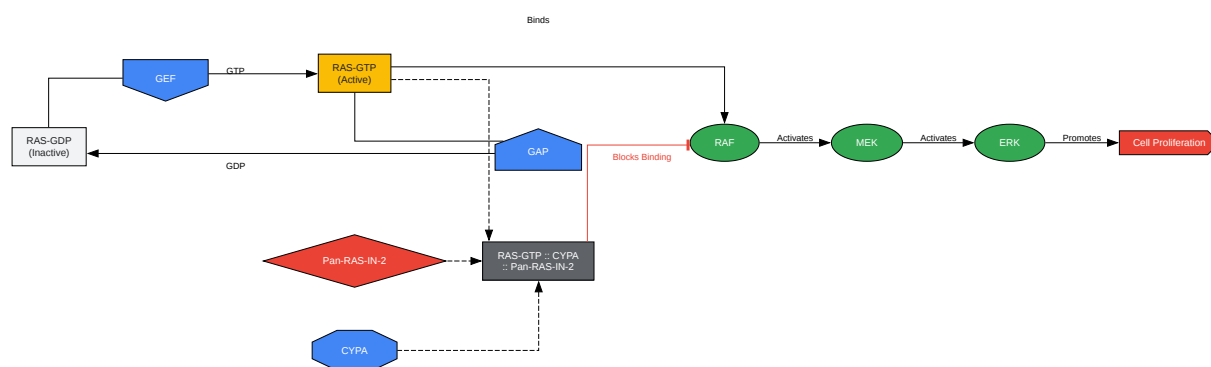 Binds
GEF
GTP
RAS-GTP
(Active)
RAS-GDP
(Inactive)
GAP
GDP
Blocks Binding
RAF
Activates
MEK
Activates
ERK
Promotes
Cell Proliferation
Pan-RAS-IN-2
RAS-GTP :: CYPA
:: Pan-RAS-IN-2
CYPA